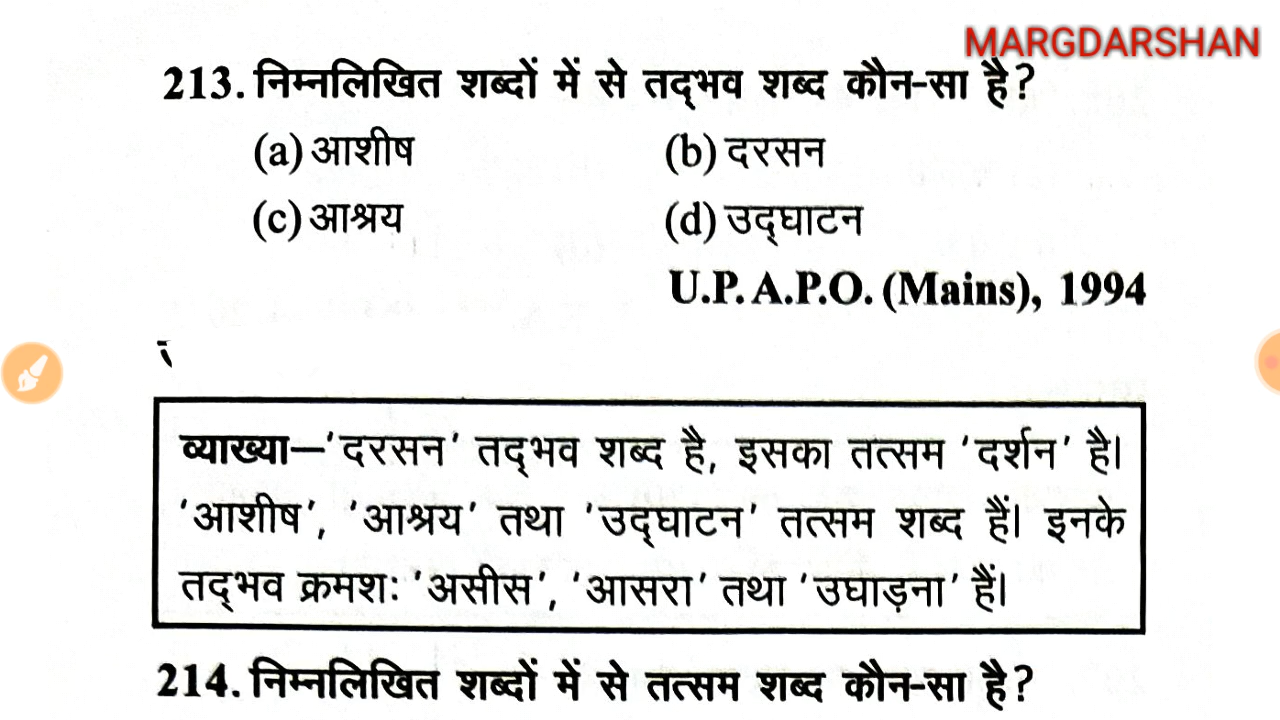 MARGDARSHAN
213. निम्नलिखित शब्दों में से तद्‌भव शब्द कौन-सा है?
(a) आशीष (b) दरसन
(c) आश्रय (d) उद्‌घाटन
U.P. A.P.O. (Mains), 1994
व्याख्या–'दरसन' तद्‌भव शब्द है, इसका तत्सम 'दर्शन' है।
'आशीष', 'आश्रय' तथा 'उद्‌घाटन' तत्सम शब्द हैं। इनके
तद्‌भव क्रमशः 'असीस', 'आसरा' तथा 'उघाड़ना' हैं।
214. निम्नलिखित शब्दों में से तत्सम शब्द कौन-सा है?